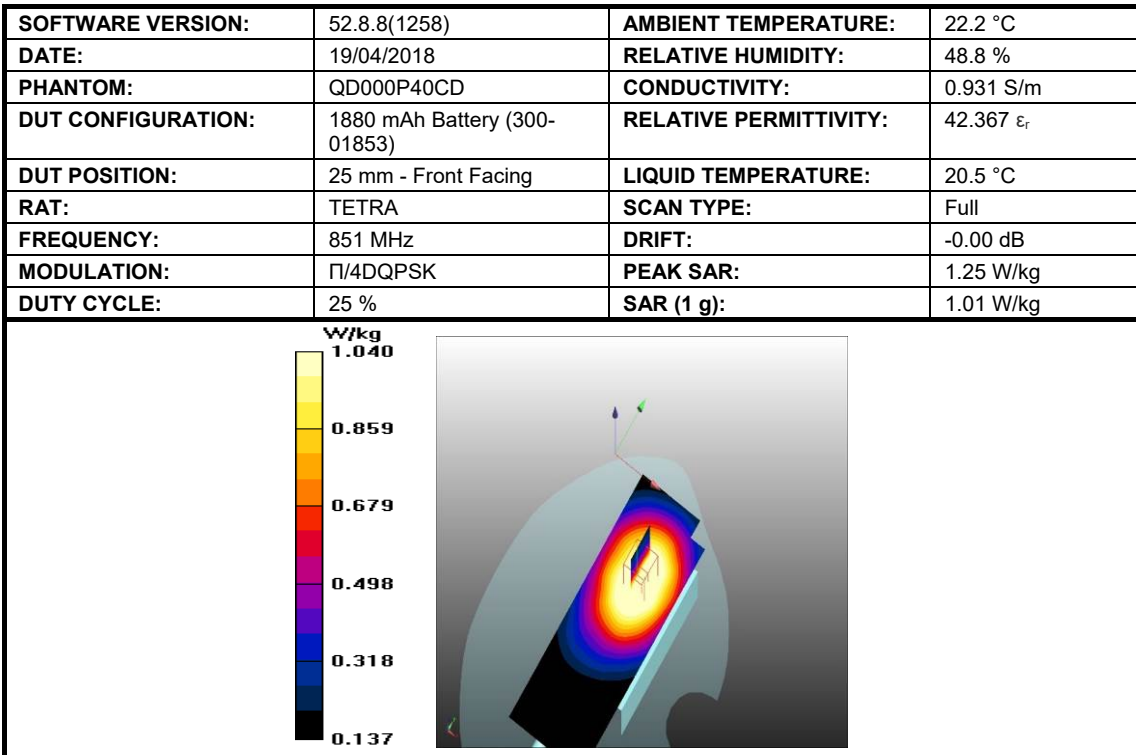 SOFTWARE VERSION: 52.8.8(1258) AMBIENT TEMPERATURE: 22.2 °C
DATE: 19/04/2018 RELATIVE HUMIDITY: 48.8 %
PHANTOM: QD000P40CD CONDUCTIVITY: 0.931 S/m
DUT CONFIGURATION: 1880 mAh Battery (300-
01853) RELATIVE PERMITTIVITY: 42.367 εr
DUT POSITION: 25 mm - Front Facing LIQUID TEMPERATURE: 20.5 °C
RAT: TETRA SCAN TYPE: Full
FREQUENCY: 851 MHz DRIFT: -0.00 dB
MODULATION: Π/4DQPSK PEAK SAR: 1.25 W/kg
DUTY CYCLE: 25 % SAR (1 g): 1.01 W/kg
W/kg
1.040
0.859
0.679
0.498
0.318
0.137